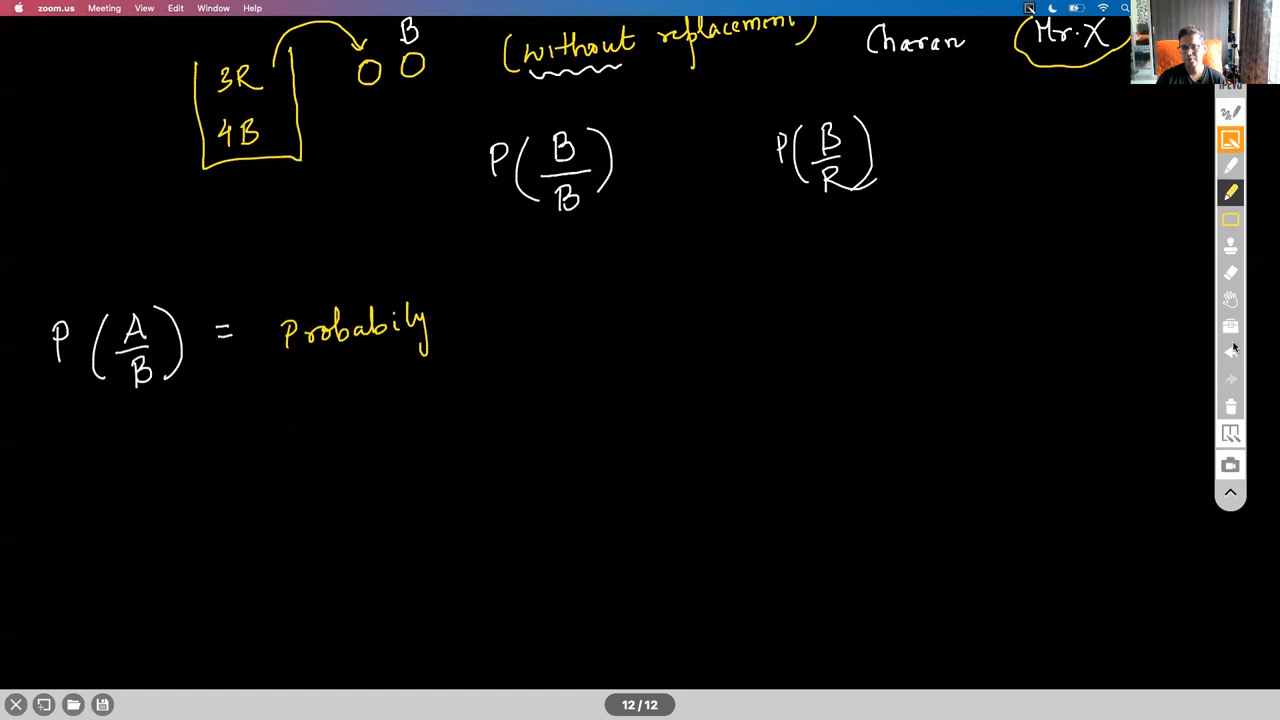 zoom.us Meeting View Edit Window Help
B
(without replacement) Charan Mr. X
3R
4B
P(B/B) P(B/R)
P(A/B) = Probabily
12 / 12